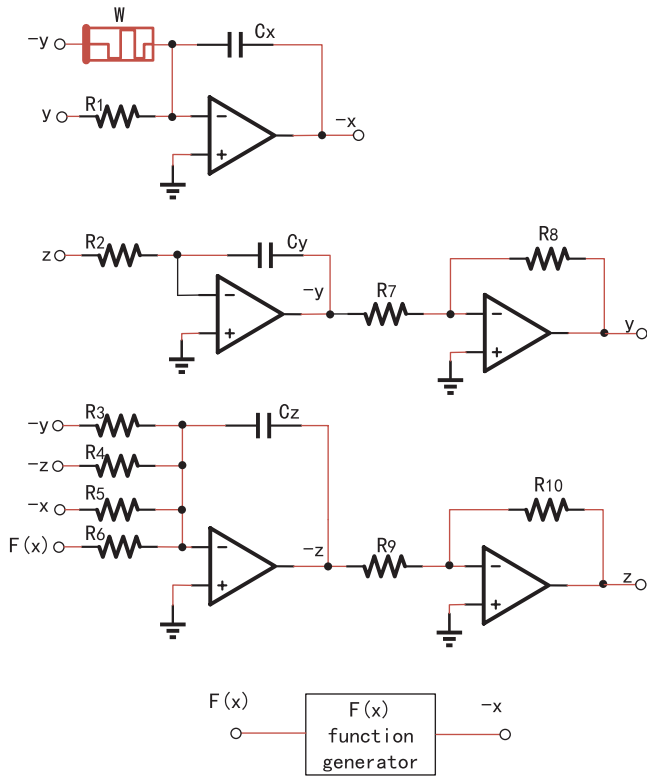 W
-y
Cx
y
R1
-
-x
+
z
R2
Cy
-
-y
+
R7
R8
-
y
+
-y
R3
Cz
-z
R4
-x
R5
F(x)
R6
-
-z
+
R9
R10
-
z
+
F(x)
F(x)
function
generator
-x